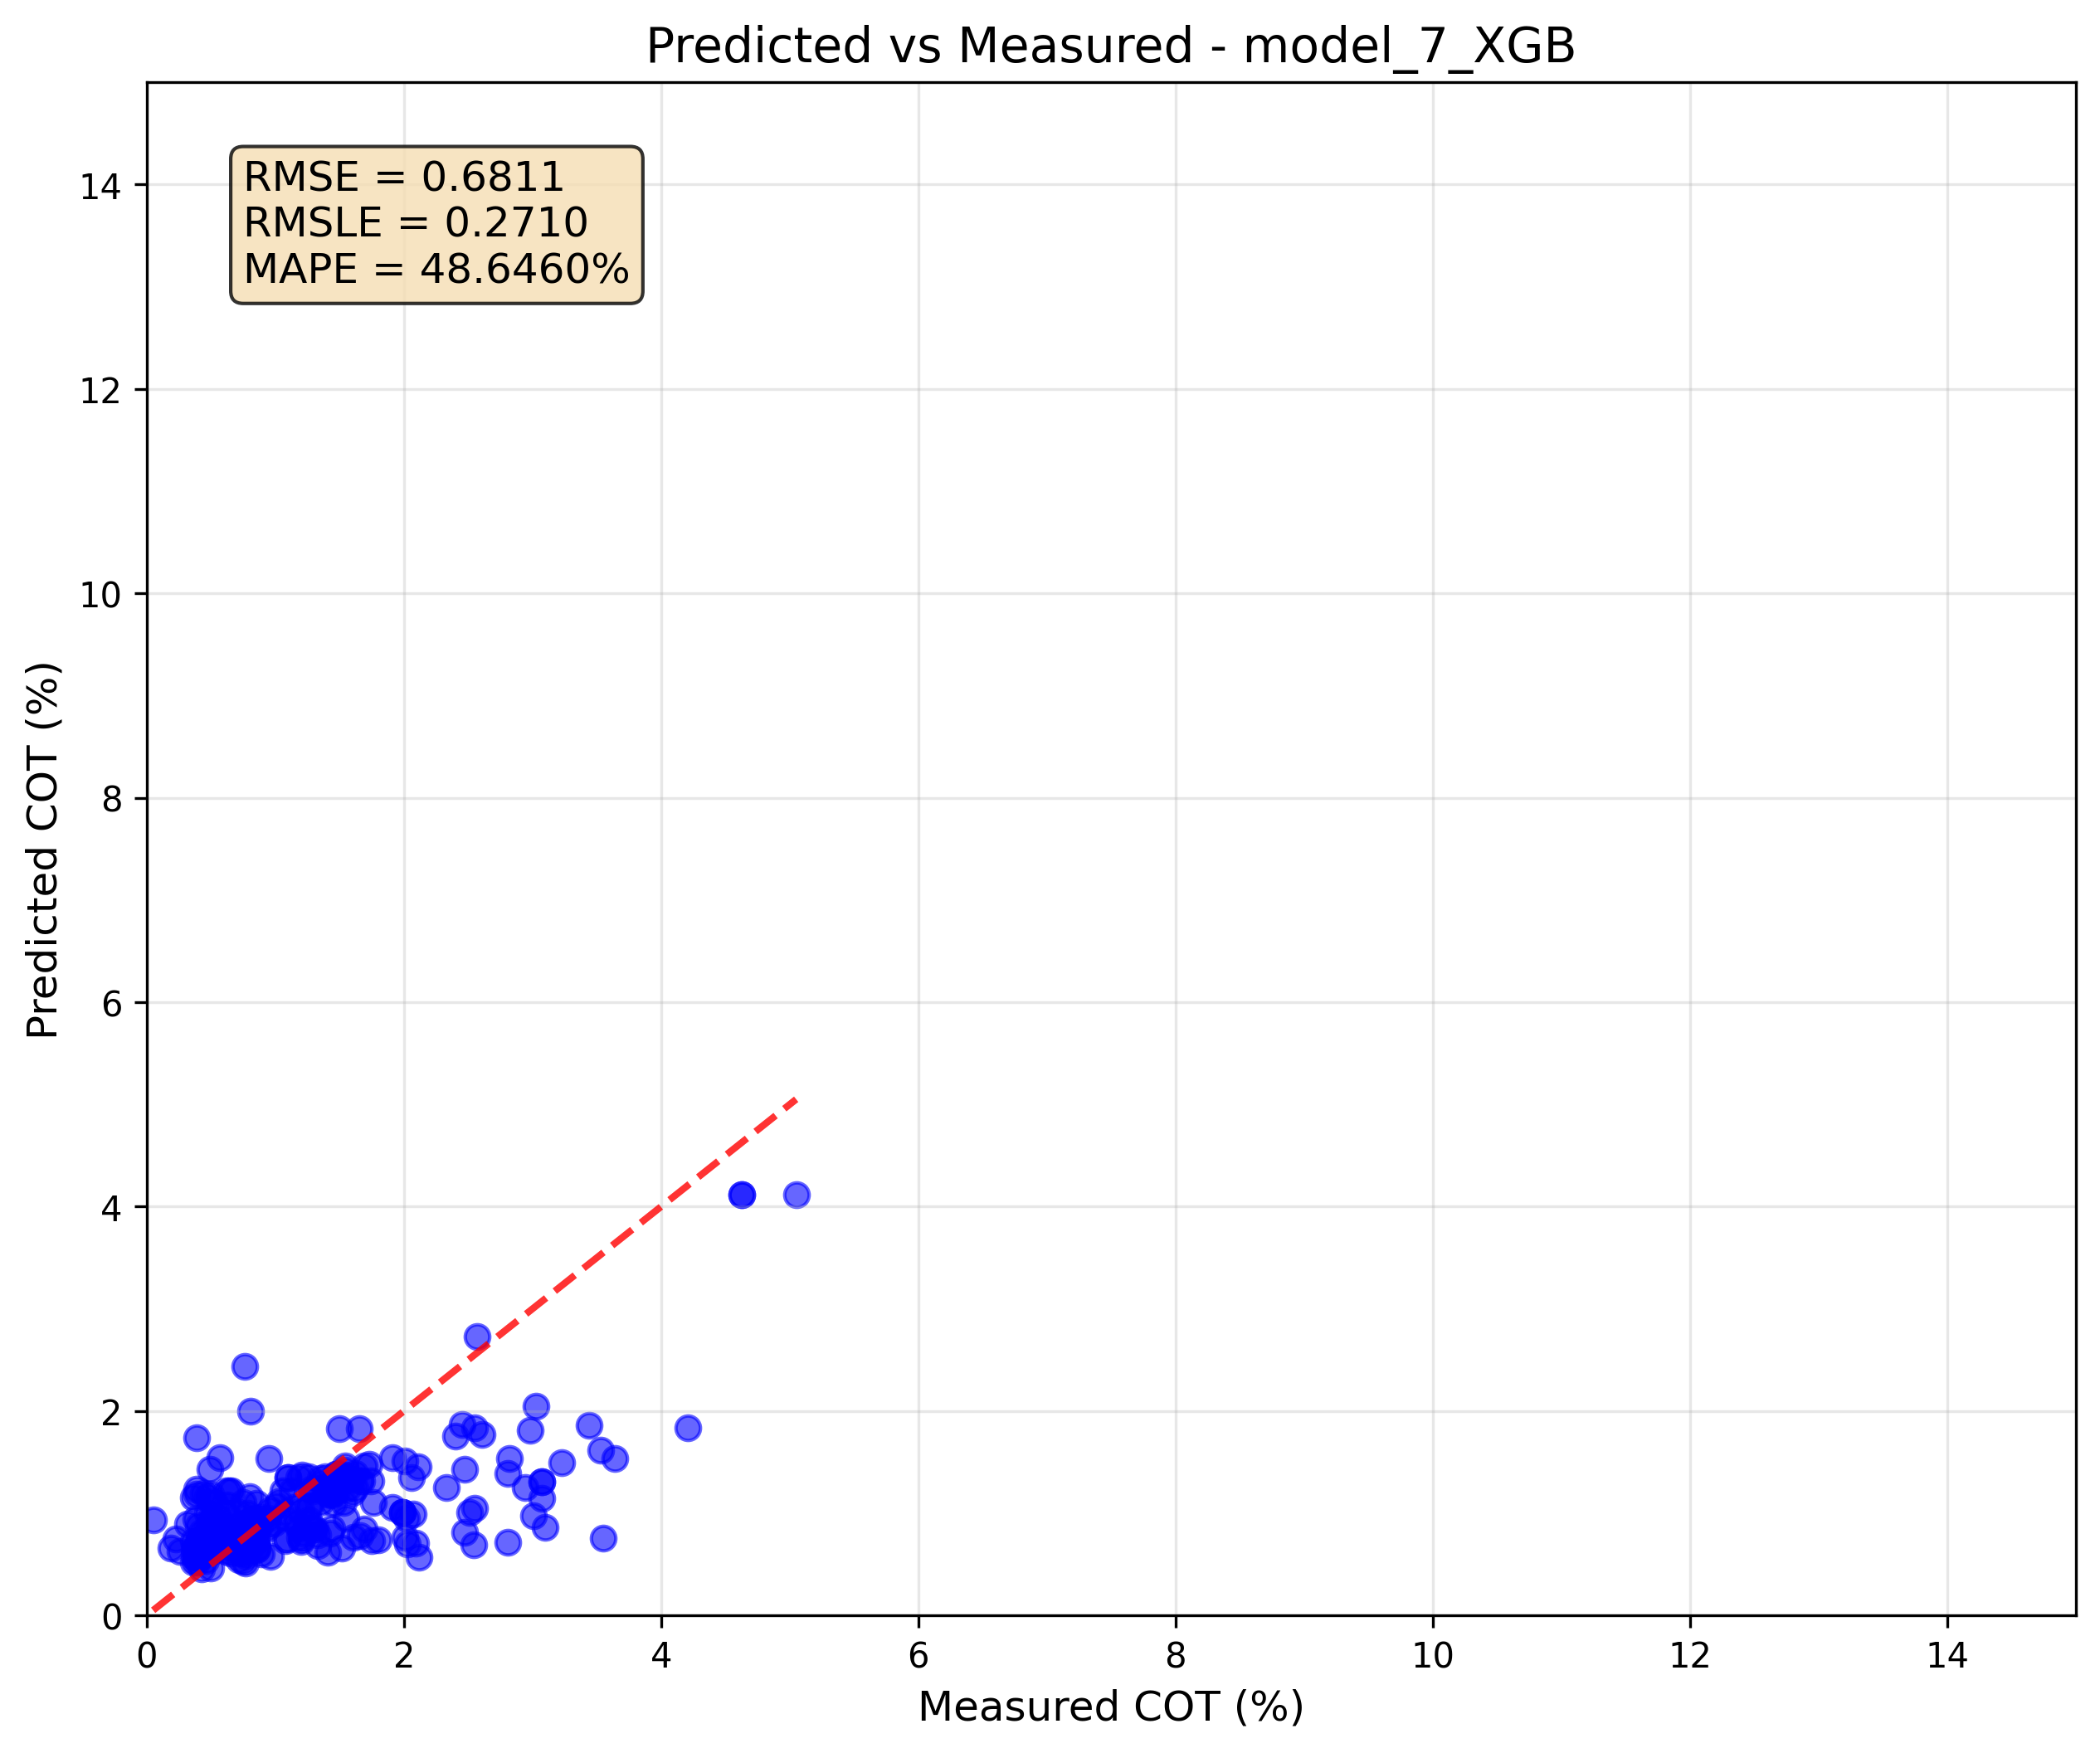 Predicted vs Measured - model_7_XGB
RMSE = 0.6811
RMSLE = 0.2710
MAPE = 48.6460%
Predicted COT (%)
14
12
10
8
6
4
2
0
0 2 4 6 8 10 12 14
Measured COT (%)